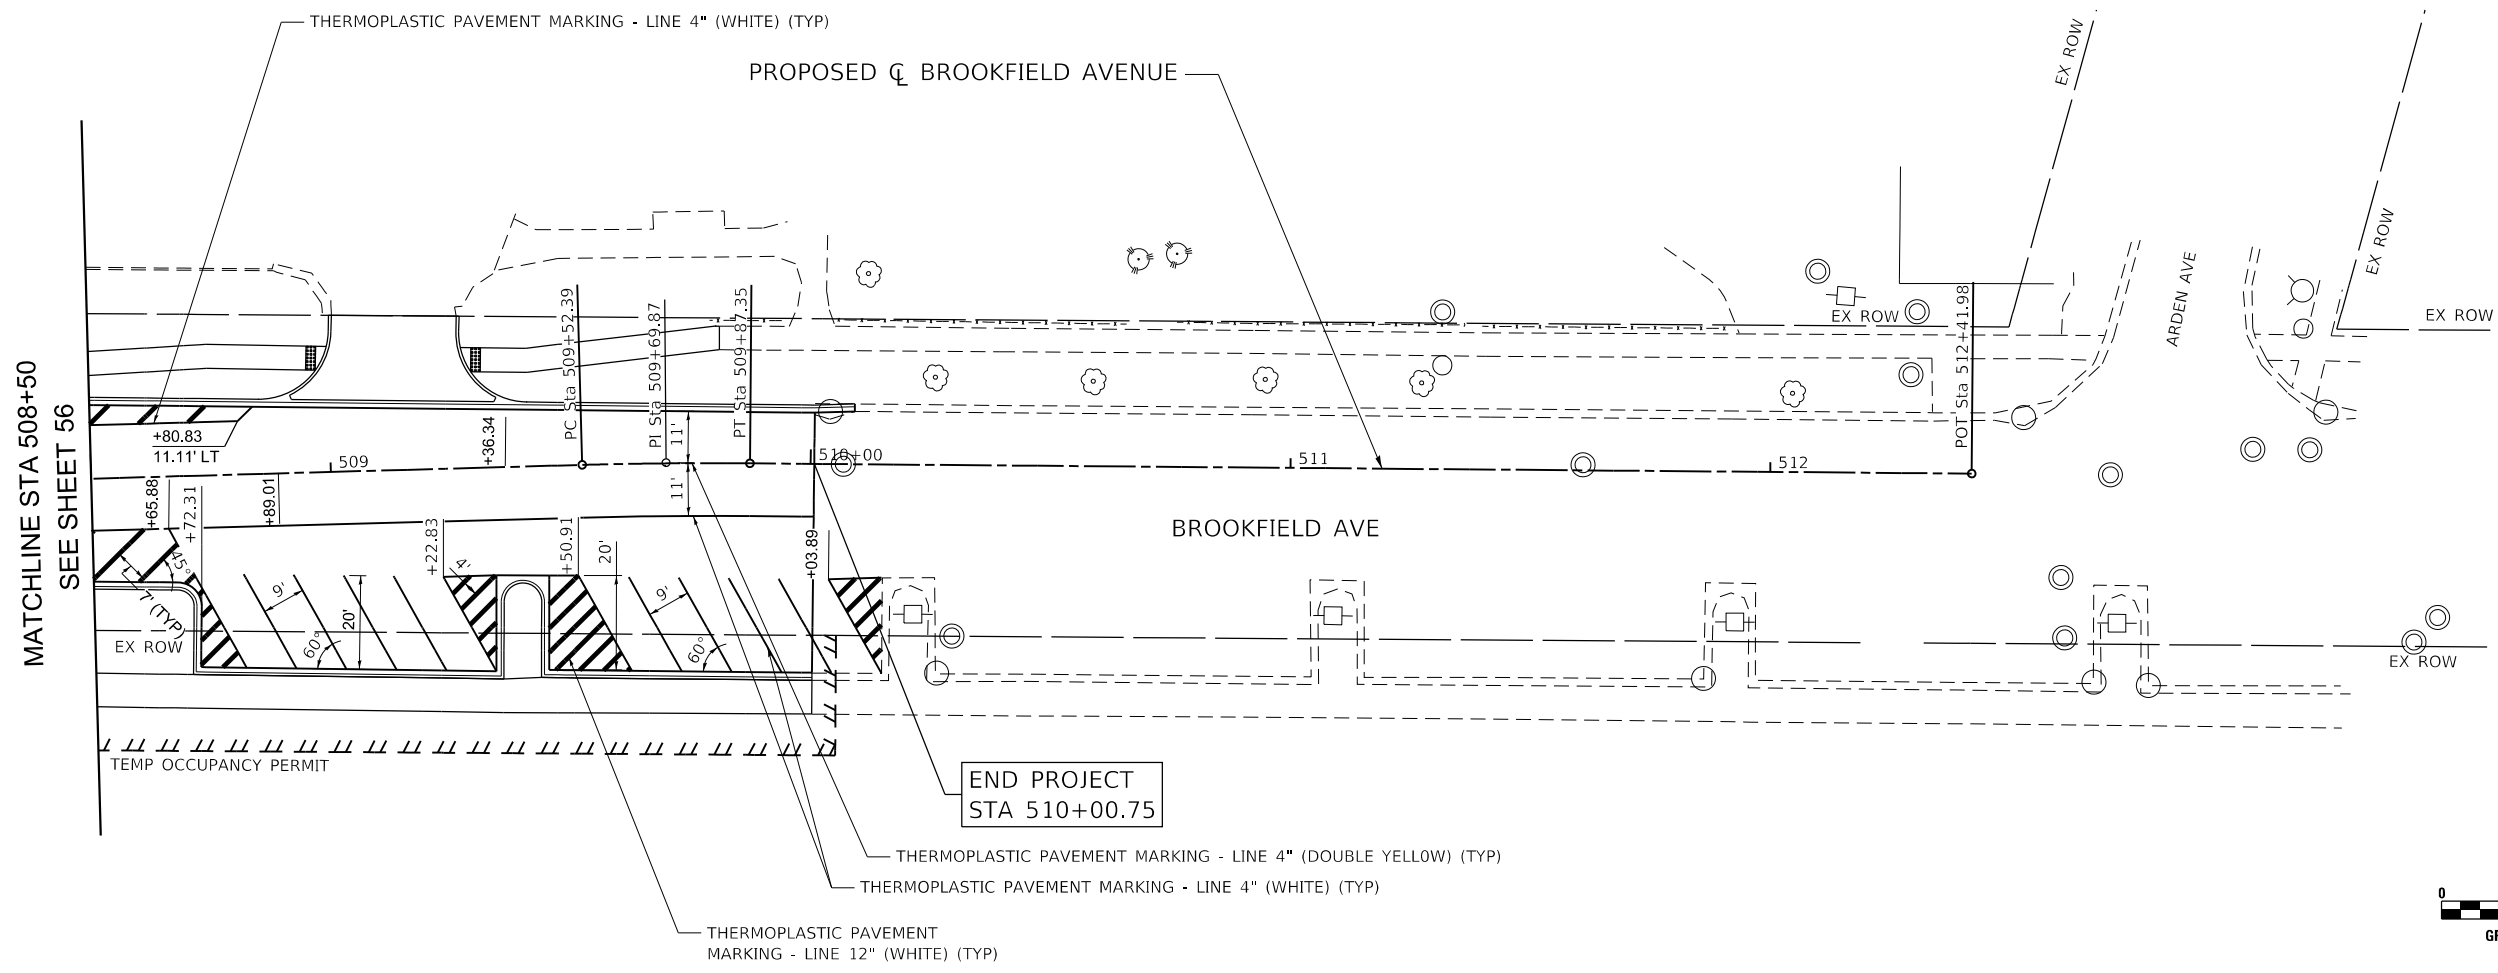 THERMOPLASTIC PAVEMENT MARKING - LINE 4" (WHITE) (TYP)
PROPOSED ℄ BROOKFIELD AVENUE
EX ROW
EX ROW
ARDEN AVE
EX ROW
EX ROW
MATCHLINE STA 508+50
SEE SHEET 56
+80.83
11.11' LT
+36.34
PC Sta 509+52.39
PI Sta 509+69.87
PT Sta 509+87.35
POT Sta 512+41.98
11'
11'
509
510+00
511
512
+65.88
+72.31
+89.01
+22.83
+50.91
+03.89
BROOKFIELD AVE
45°
7' (TYP)
9'
60°
20'
4'
20'
9'
60°
EX ROW
EX ROW
TEMP OCCUPANCY PERMIT
END PROJECT
STA 510+00.75
THERMOPLASTIC PAVEMENT MARKING - LINE 4" (DOUBLE YELL0W) (TYP)
THERMOPLASTIC PAVEMENT MARKING - LINE 4" (WHITE) (TYP)
THERMOPLASTIC PAVEMENT
MARKING - LINE 12" (WHITE) (TYP)
0